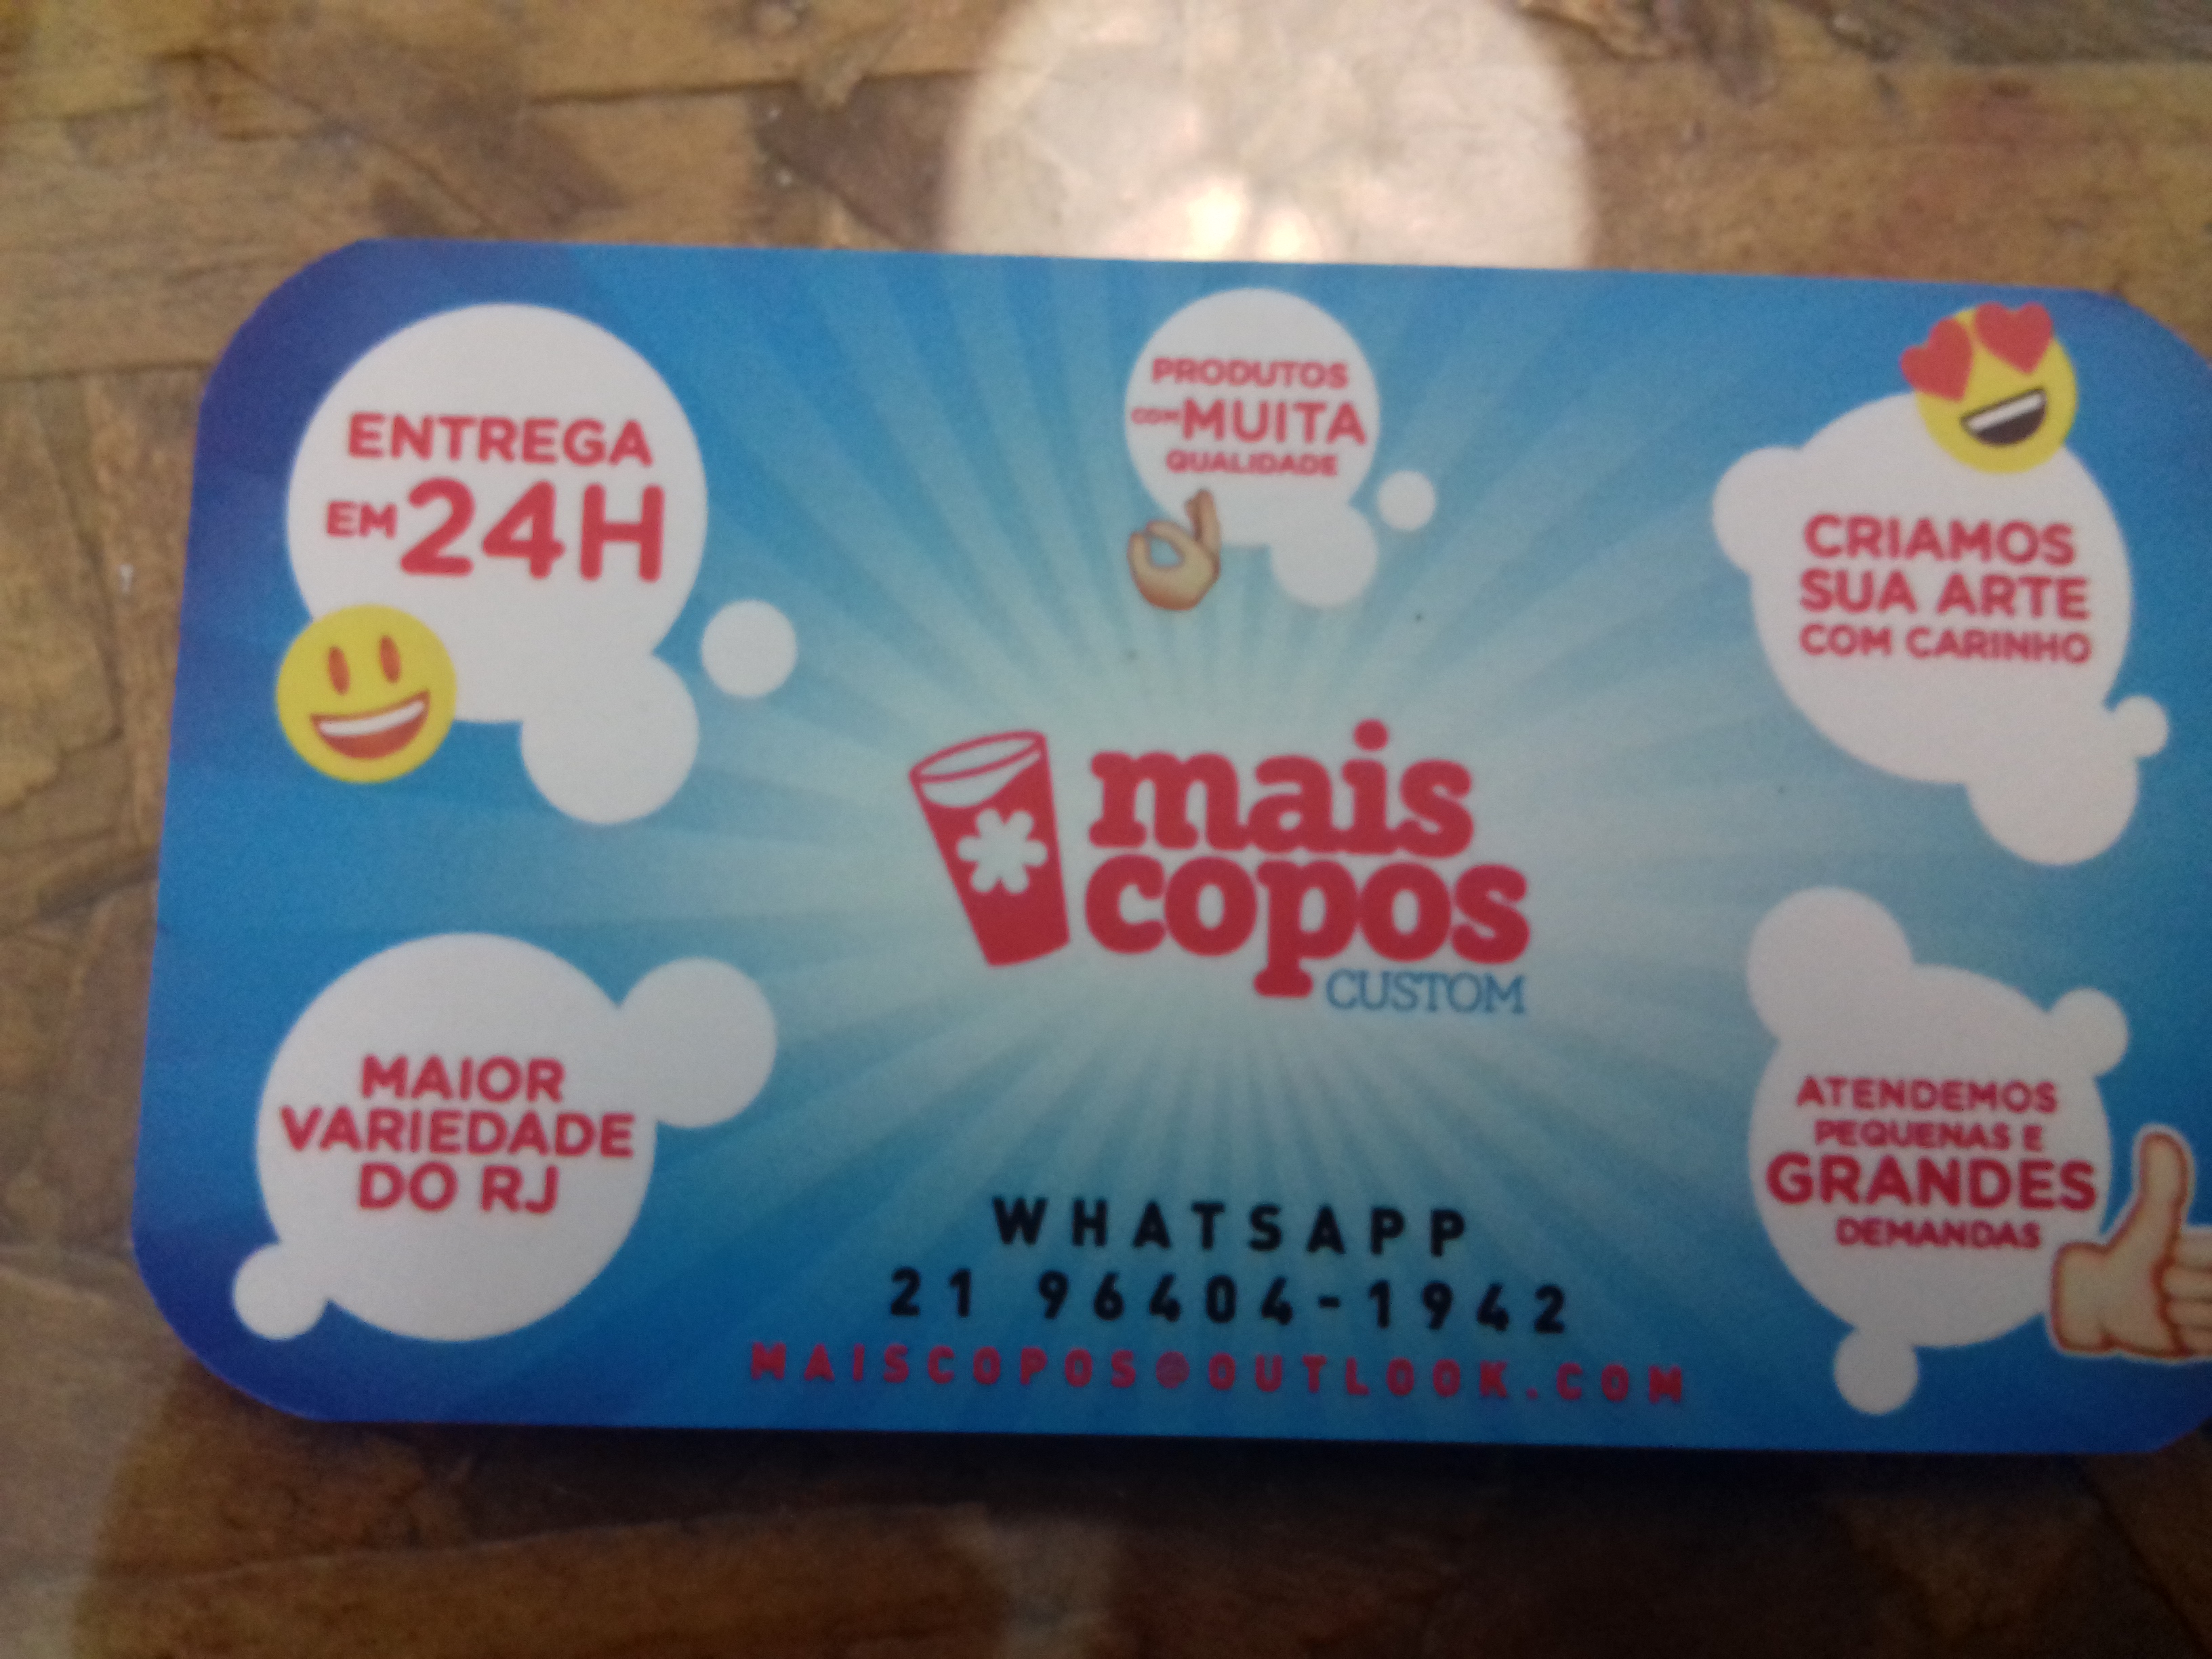 ENTREGA
EM 24H
PRODUTOS
COM MUITA
QUALIDADE
CRIAMOS
SUA ARTE
COM CARINHO
mais
copos
CUSTOM
MAIOR
VARIEDADE
DO RJ
ATENDEMOS
PEQUENAS E
GRANDES
DEMANDAS
WHATSAPP
21 96404-1942
MAISCOPOS@OUTLOOK.COM